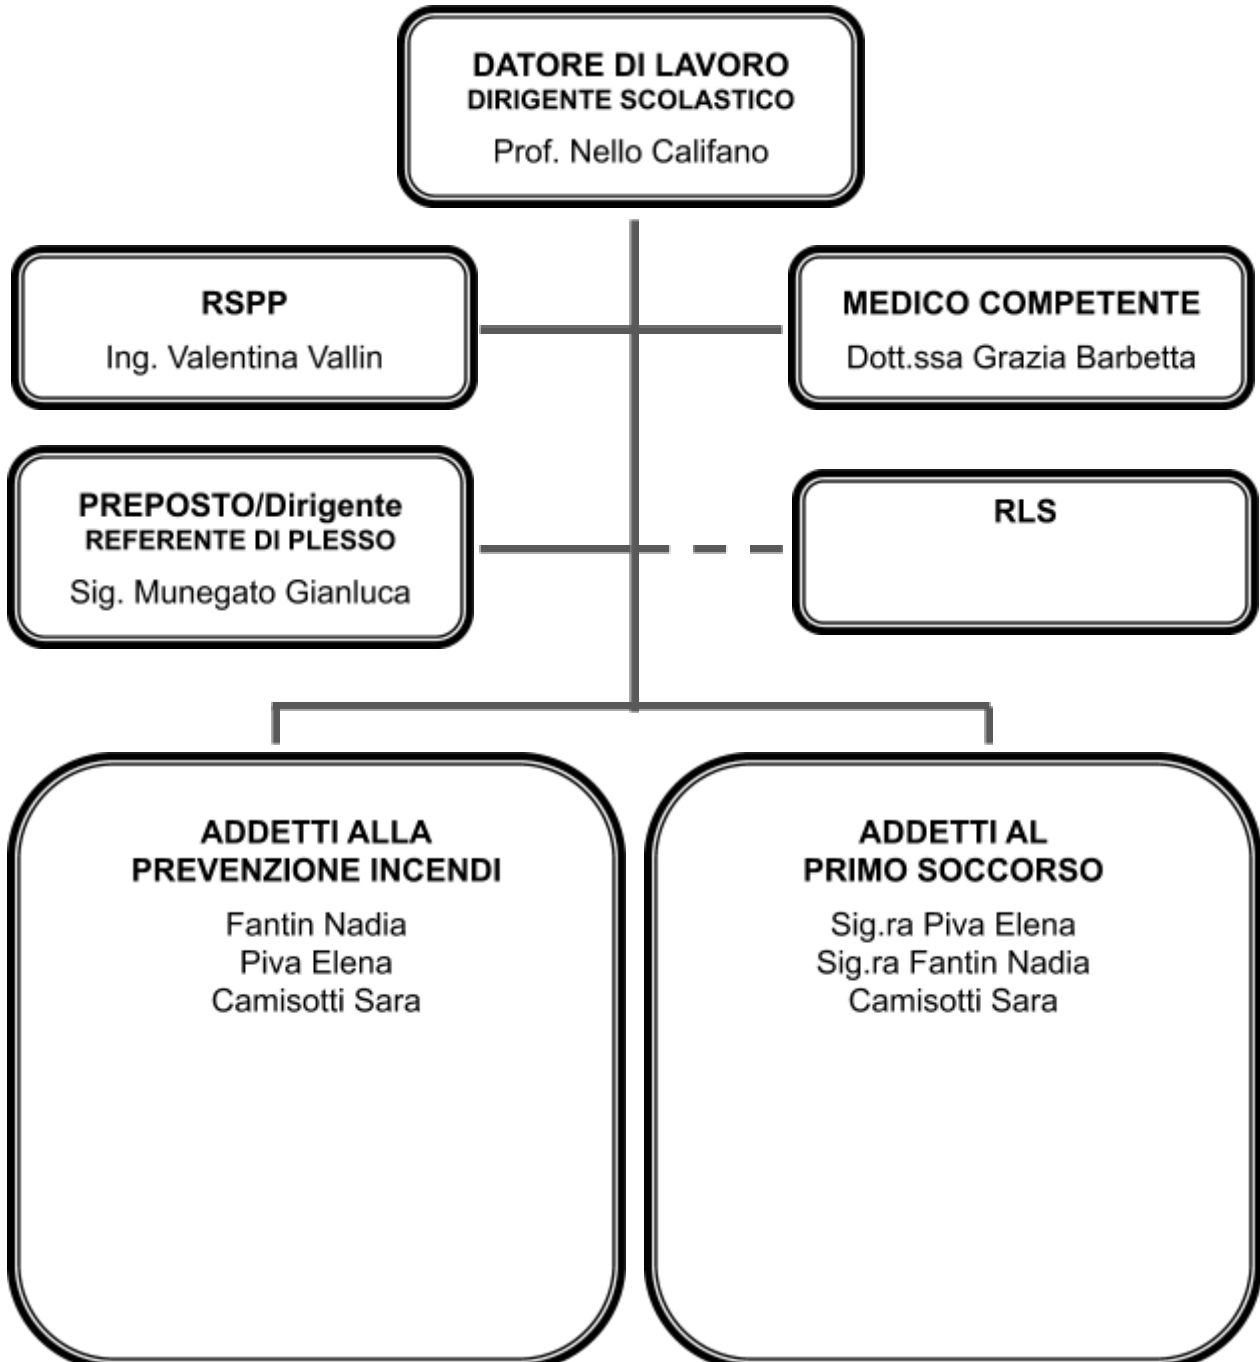 DATORE DI LAVORO
DIRIGENTE SCOLASTICO
Prof. Nello Califano
RSPP
Ing. Valentina Vallin
MEDICO COMPETENTE
Dott.ssa Grazia Barbetta
PREPOSTO/Dirigente
REFERENTE DI PLESSO
Sig. Munegato Gianluca
RLS
ADDETTI ALLA
PREVENZIONE INCENDI
Fantin Nadia
Piva Elena
Camisotti Sara
ADDETTI AL
PRIMO SOCCORSO
Sig.ra Piva Elena
Sig.ra Fantin Nadia
Camisotti Sara